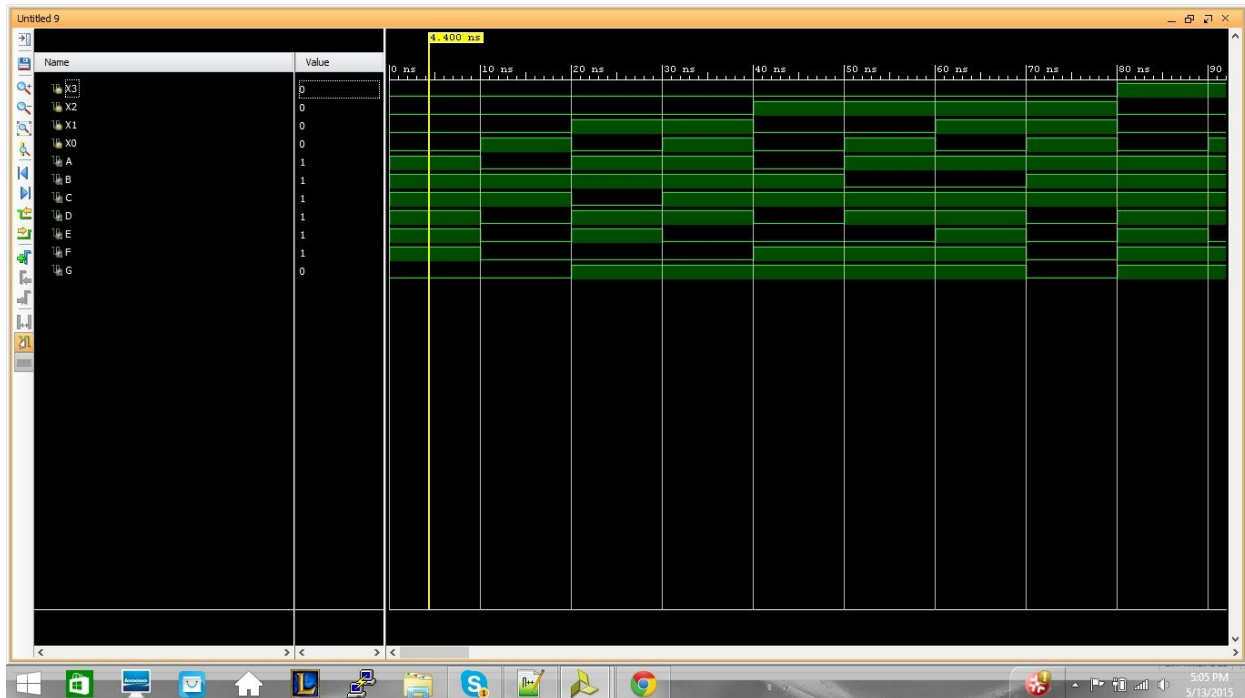 Untitled 9
4.400 ns
Name Value
0 ns 10 ns 20 ns 30 ns 40 ns 50 ns 60 ns 70 ns 80 ns 90
X3 0
X2 0
X1 0
X0 0
A 1
B 1
C 1
D 1
E 1
F 1
G 0
lenovo
5:05 PM
5/13/2015